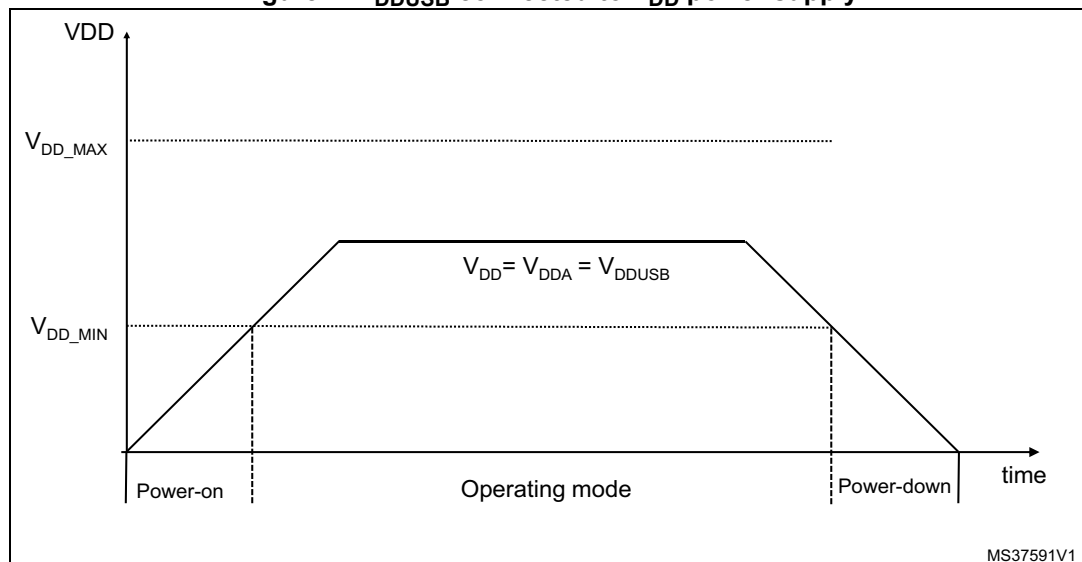 VDD
V_DD_MAX
V_DD= V_DDA = V_DDUSB
V_DD_MIN
time
Power-on
Operating mode
Power-down
MS37591V1